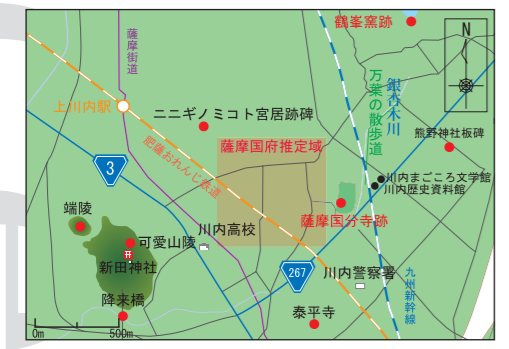 鶴峯窯跡
N
薩摩街道
万葉の散歩道
銀杏木川
上川内駅
ニニギノミコト宮居跡碑
熊野神社板碑
肥薩おれんじ鉄道
薩摩国府推定域
3
川内まごころ文学館
川内歴史資料館
端陵
薩摩国分寺跡
川内高校
可愛山陵
新田神社
267
川内警察署
九州新幹線
降来橋
泰平寺
0m
500m